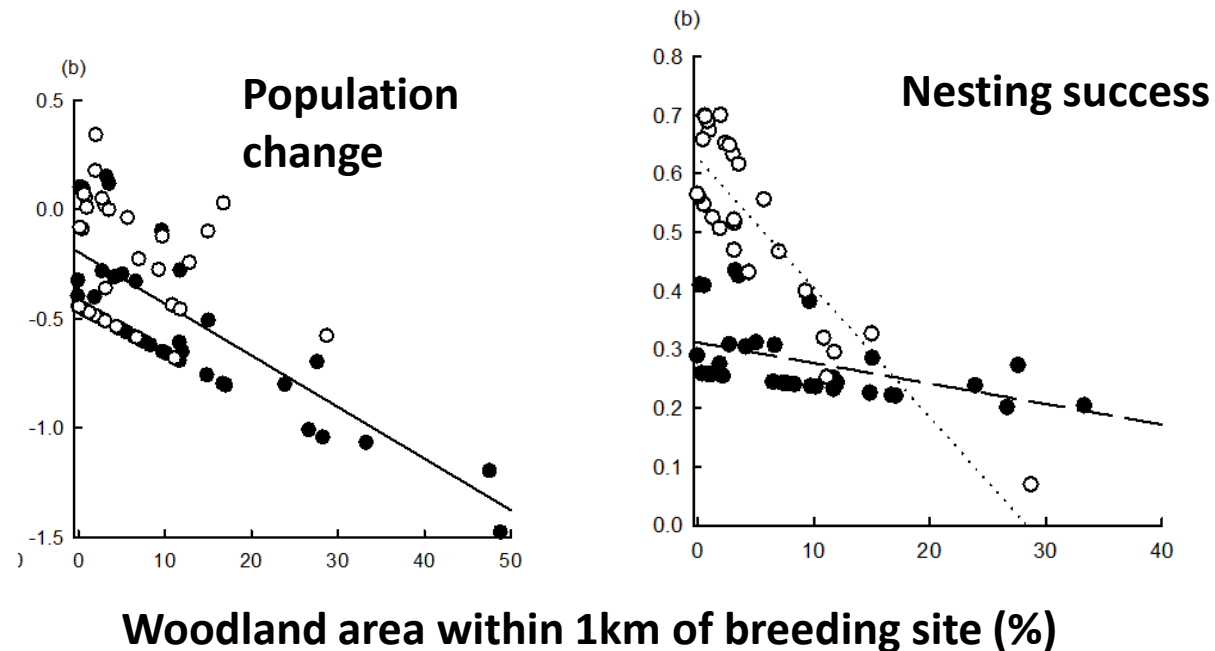 (b)
Population
change
0.5
0.0
-0.5
-1.0
-1.5
0 10 20 30 40 50
(b)
Nesting success
0.8
0.7
0.6
0.5
0.4
0.3
0.2
0.1
0.0
0 10 20 30 40
Woodland area within 1km of breeding site (%)